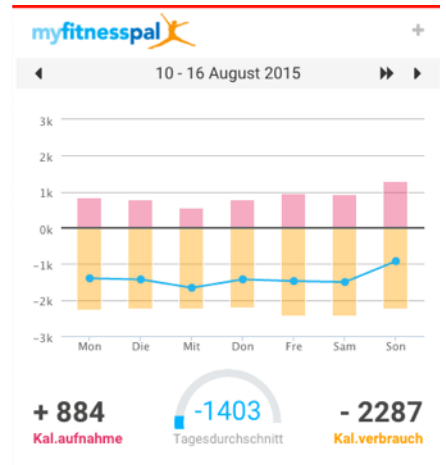 myfitnesspal
10 - 16 August 2015
3k
2k
1k
0k
-1k
-2k
-3k
Mon Die Mit Don Fre Sam Son
+ 884 -1403 - 2287
Kal.aufnahme Tagesdurchschnitt Kal.verbrauch